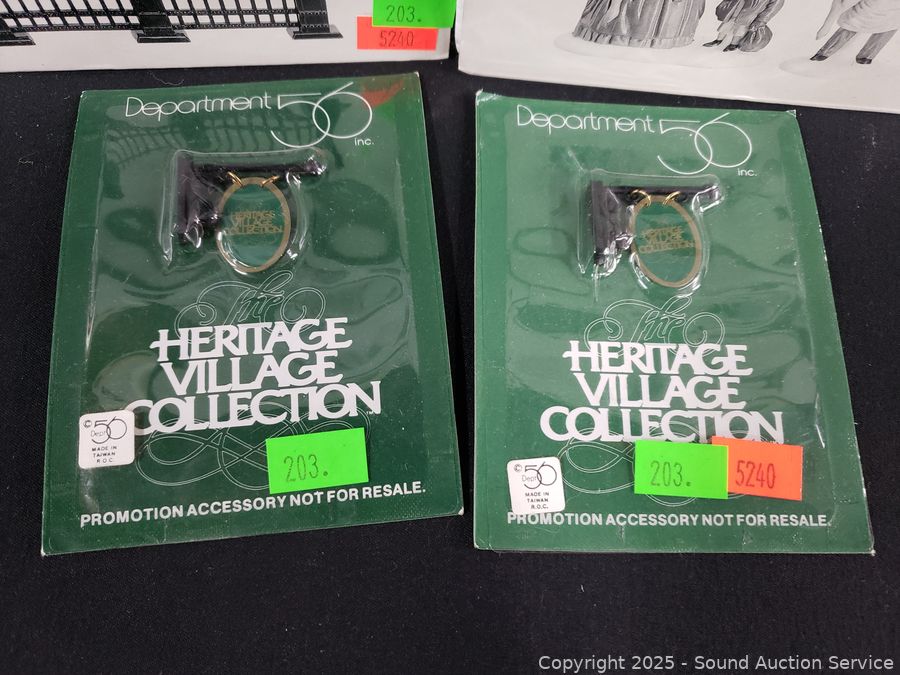 203.
5240
Department 56
inc.
HERITAGE
VILLAGE
COLLECTION
The
HERITAGE
VILLAGE
COLLECTION
© Dept 56
MADE IN
TAIWAN
R.O.C.
203.
PROMOTION ACCESSORY NOT FOR RESALE.
Department 56
inc.
HERITAGE
VILLAGE
COLLECTION
The
HERITAGE
VILLAGE
COLLECTION
© Dept 56
MADE IN
TAIWAN
R.O.C.
203.
5240
PROMOTION ACCESSORY NOT FOR RESALE.
Copyright 2025 - Sound Auction Service